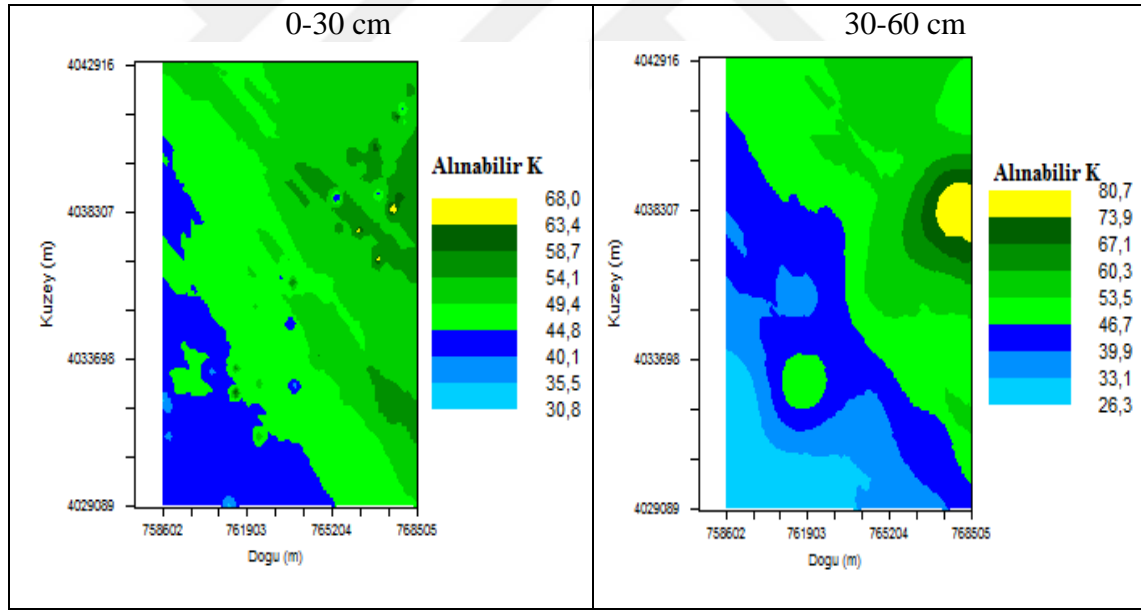 0-30 cm
4042916
4038307
4033698
4029089
Kuzey (m)
758602 761903 765204 768505
Dogu (m)
Alınabilir K
68,0
63,4
58,7
54,1
49,4
44,8
40,1
35,5
30,8
30-60 cm
4042916
4038307
4033698
4029089
Kuzey (m)
758602 761903 765204 768505
Dogu (m)
Alınabilir K
80,7
73,9
67,1
60,3
53,5
46,7
39,9
33,1
26,3